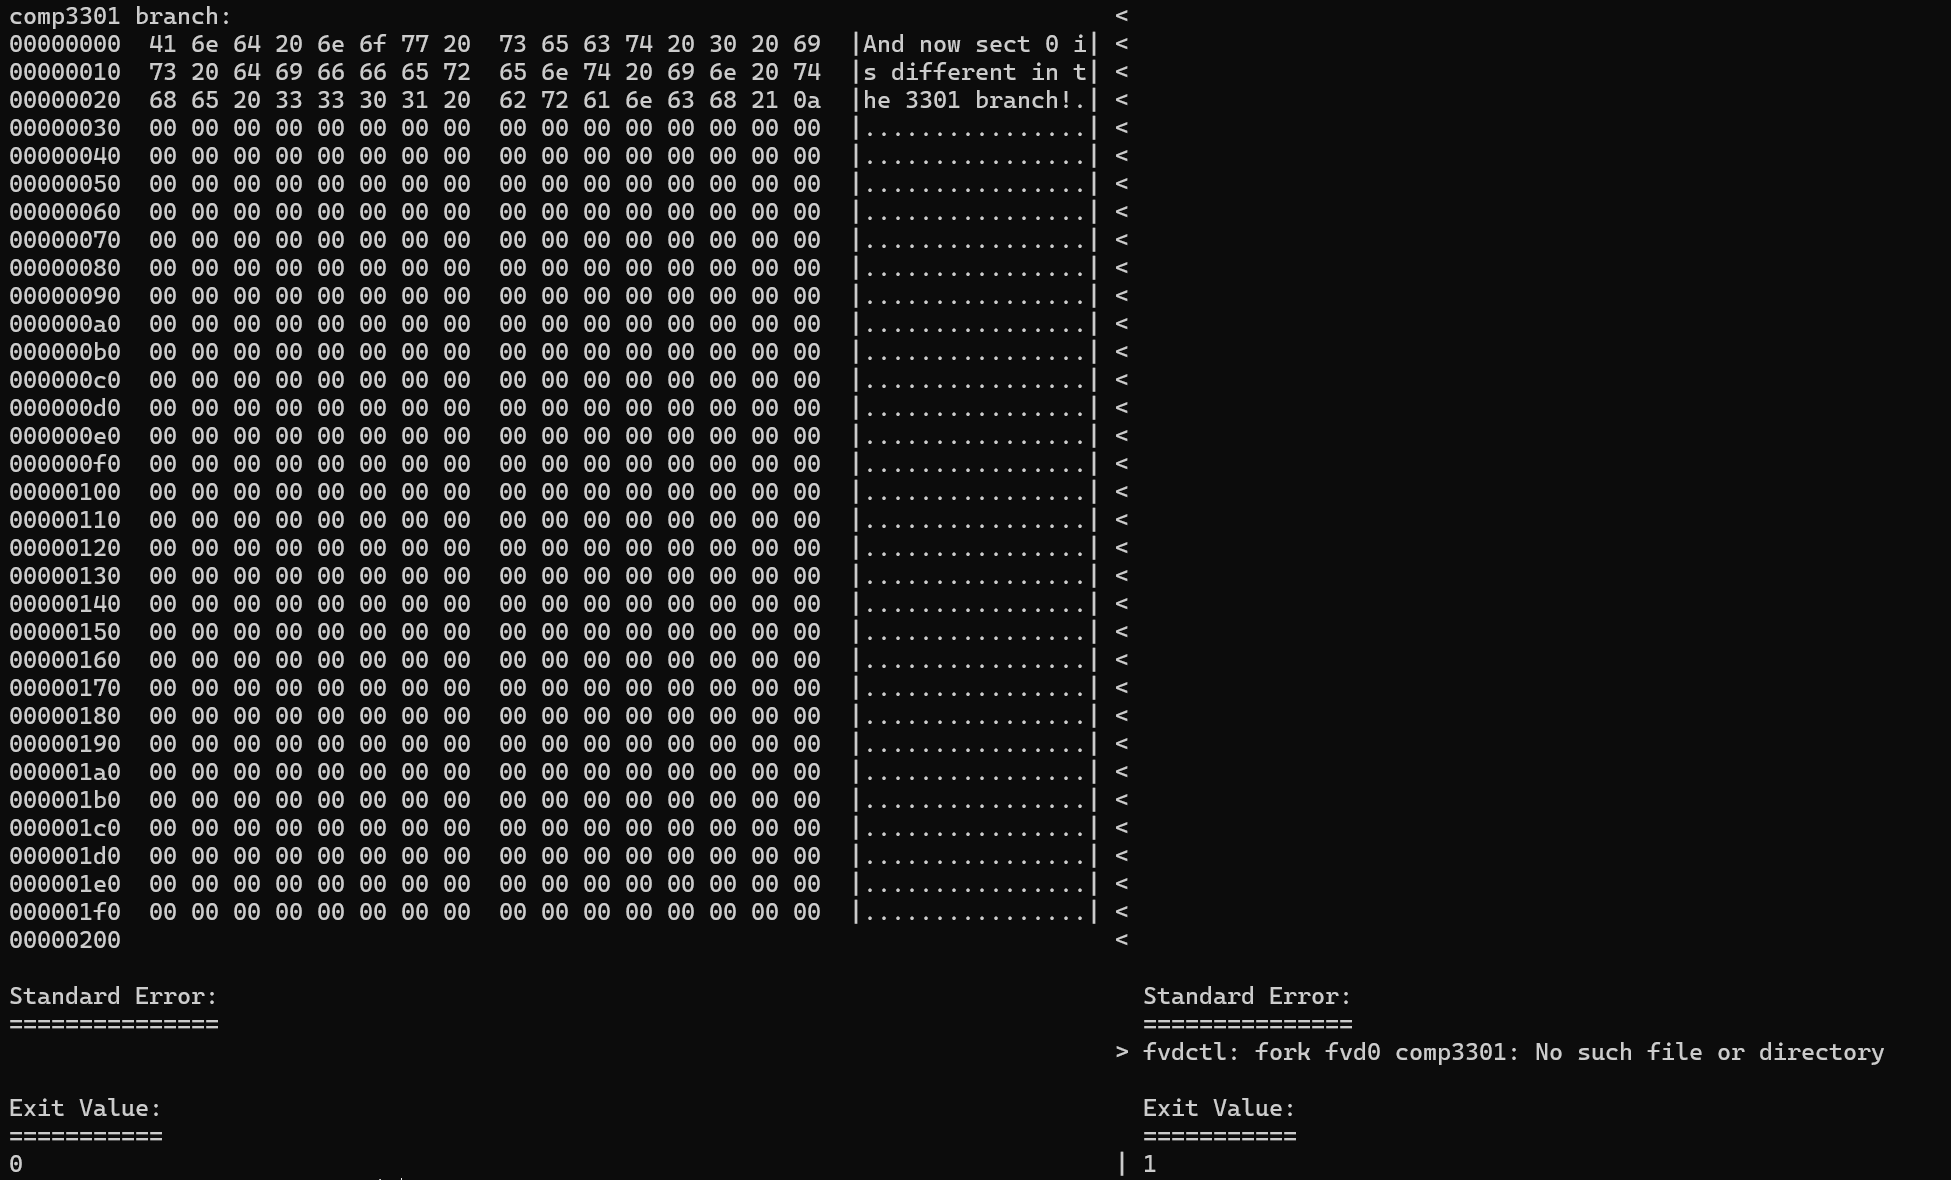 comp3301 branch: <
00000000  41 6e 64 20 6e 6f 77 20  73 65 63 74 20 30 20 69  |And now sect 0 i| <
00000010  73 20 64 69 66 66 65 72  65 6e 74 20 69 6e 20 74  |s different in t| <
00000020  68 65 20 33 33 30 31 20  62 72 61 6e 63 68 21 0a  |he 3301 branch!.| <
00000030  00 00 00 00 00 00 00 00  00 00 00 00 00 00 00 00  |................| <
00000040  00 00 00 00 00 00 00 00  00 00 00 00 00 00 00 00  |................| <
00000050  00 00 00 00 00 00 00 00  00 00 00 00 00 00 00 00  |................| <
00000060  00 00 00 00 00 00 00 00  00 00 00 00 00 00 00 00  |................| <
00000070  00 00 00 00 00 00 00 00  00 00 00 00 00 00 00 00  |................| <
00000080  00 00 00 00 00 00 00 00  00 00 00 00 00 00 00 00  |................| <
00000090  00 00 00 00 00 00 00 00  00 00 00 00 00 00 00 00  |................| <
000000a0  00 00 00 00 00 00 00 00  00 00 00 00 00 00 00 00  |................| <
000000b0  00 00 00 00 00 00 00 00  00 00 00 00 00 00 00 00  |................| <
000000c0  00 00 00 00 00 00 00 00  00 00 00 00 00 00 00 00  |................| <
000000d0  00 00 00 00 00 00 00 00  00 00 00 00 00 00 00 00  |................| <
000000e0  00 00 00 00 00 00 00 00  00 00 00 00 00 00 00 00  |................| <
000000f0  00 00 00 00 00 00 00 00  00 00 00 00 00 00 00 00  |................| <
00000100  00 00 00 00 00 00 00 00  00 00 00 00 00 00 00 00  |................| <
00000110  00 00 00 00 00 00 00 00  00 00 00 00 00 00 00 00  |................| <
00000120  00 00 00 00 00 00 00 00  00 00 00 00 00 00 00 00  |................| <
00000130  00 00 00 00 00 00 00 00  00 00 00 00 00 00 00 00  |................| <
00000140  00 00 00 00 00 00 00 00  00 00 00 00 00 00 00 00  |................| <
00000150  00 00 00 00 00 00 00 00  00 00 00 00 00 00 00 00  |................| <
00000160  00 00 00 00 00 00 00 00  00 00 00 00 00 00 00 00  |................| <
00000170  00 00 00 00 00 00 00 00  00 00 00 00 00 00 00 00  |................| <
00000180  00 00 00 00 00 00 00 00  00 00 00 00 00 00 00 00  |................| <
00000190  00 00 00 00 00 00 00 00  00 00 00 00 00 00 00 00  |................| <
000001a0  00 00 00 00 00 00 00 00  00 00 00 00 00 00 00 00  |................| <
000001b0  00 00 00 00 00 00 00 00  00 00 00 00 00 00 00 00  |................| <
000001c0  00 00 00 00 00 00 00 00  00 00 00 00 00 00 00 00  |................| <
000001d0  00 00 00 00 00 00 00 00  00 00 00 00 00 00 00 00  |................| <
000001e0  00 00 00 00 00 00 00 00  00 00 00 00 00 00 00 00  |................| <
000001f0  00 00 00 00 00 00 00 00  00 00 00 00 00 00 00 00  |................| <
00000200 <
Standard Error: Standard Error:
=============== ===============
> fvdctl: fork fvd0 comp3301: No such file or directory
Exit Value: Exit Value:
=========== ===========
0 | 1